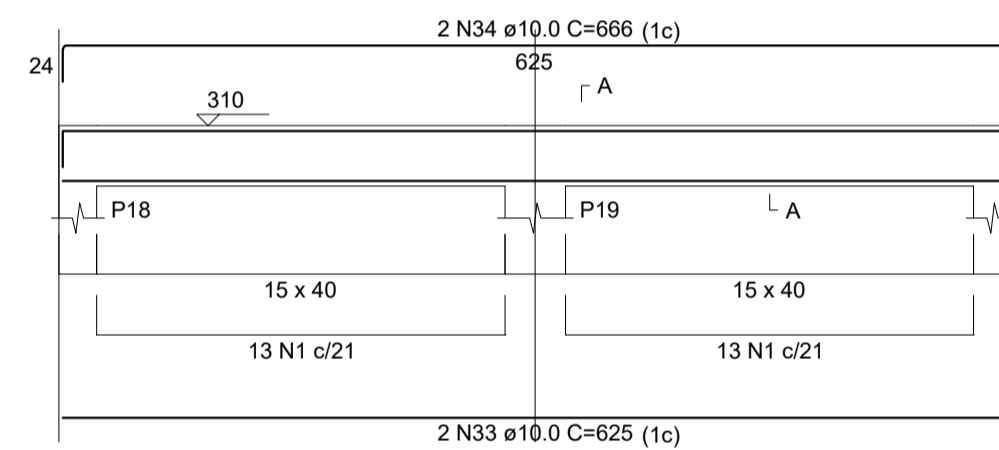 2 N34 ø10.0 C=666 (1c)
24
625
A
310
P18
P19
A
15 x 40
15 x 40
13 N1 c/21
13 N1 c/21
2 N33 ø10.0 C=625 (1c)